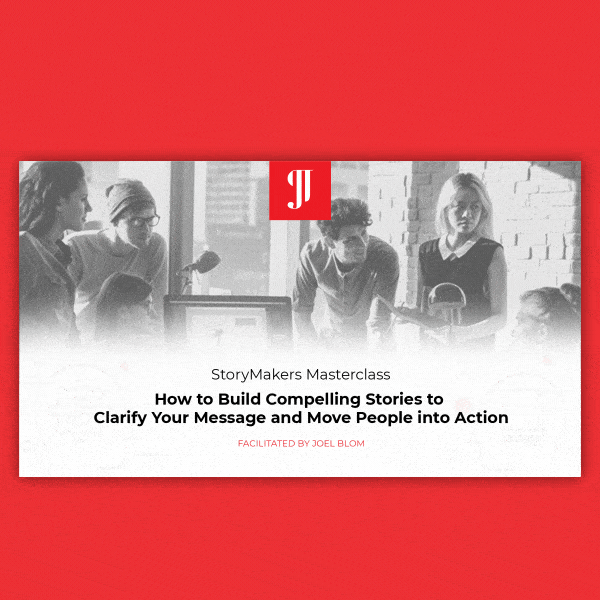 StoryMakers Masterclass
How to Build Compelling Stories to
Clarify Your Message and Move People into Action
FACILITATED BY JOEL BLOM